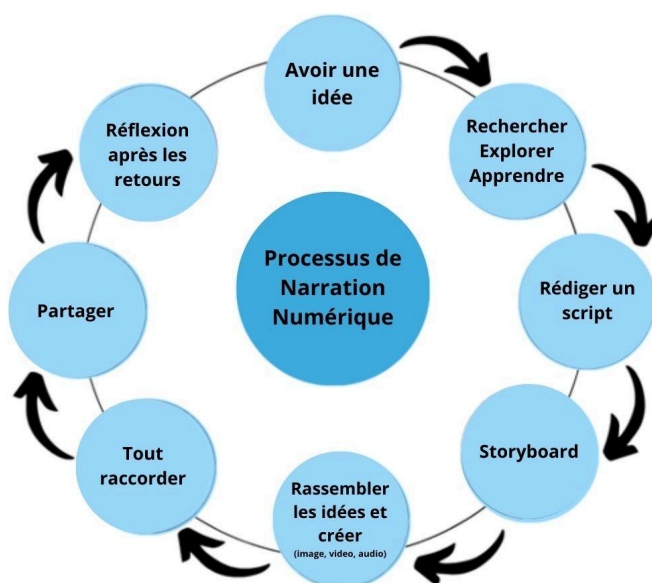 Avoir une
idée
Rechercher
Explorer
Apprendre
Rédiger un
script
Storyboard
Rassembler
les idées et
créer
(image, video, audio)
Tout
raccorder
Partager
Réflexion
après les
retours
Processus de
Narration
Numérique